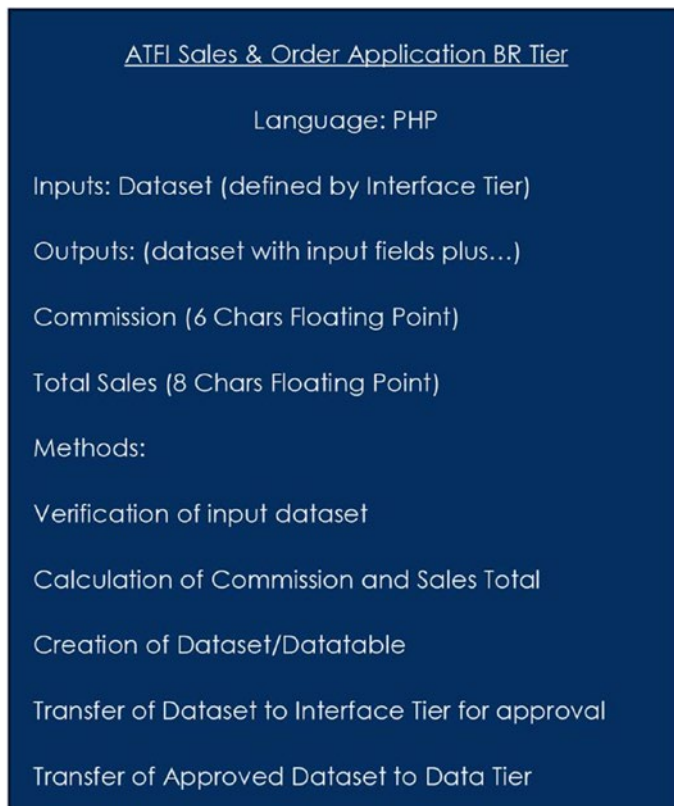 ATFI Sales & Order Application BR Tier
Language: PHP
Inputs: Dataset (defined by Interface Tier)
Outputs: (dataset with input fields plus…)
Commission (6 Chars Floating Point)
Total Sales (8 Chars Floating Point)
Methods:
Verification of input dataset
Calculation of Commission and Sales Total
Creation of Dataset/Datatable
Transfer of Dataset to Interface Tier for approval
Transfer of Approved Dataset to Data Tier